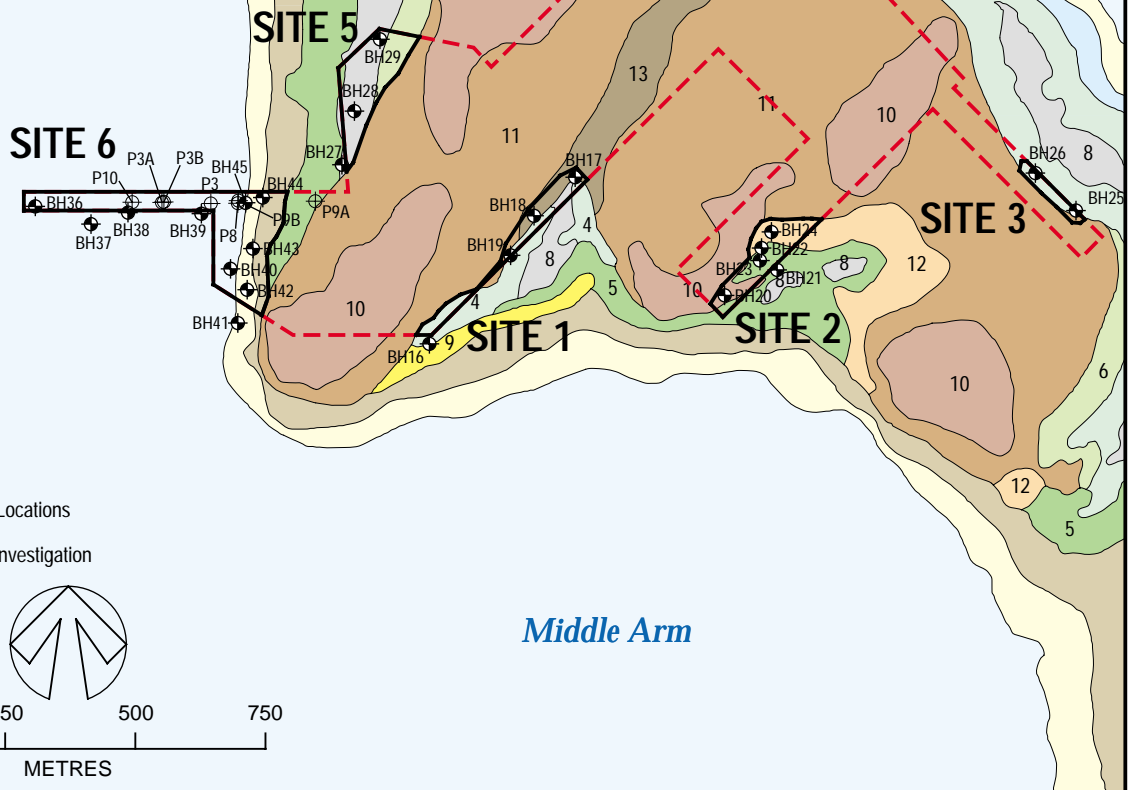 SITE 5
BH29
BH28
13
11
10
11
SITE 6
P3A
P3B
BH45
BH27
P10
P3
BH44
BH17
BH26
8
BH36
P9B
P9A
BH18
BH25
BH37
BH38
BH39
P8
4
SITE 3
BH24
BH43
BH19
8
BH22
BH40
BH23
8
12
BH21
8
BH42
10
4
5
10
BH20
BH41
SITE 1
SITE 2
BH16
9
10
6
12
5
Locations
nvestigation
Middle Arm
50
500
750
METRES